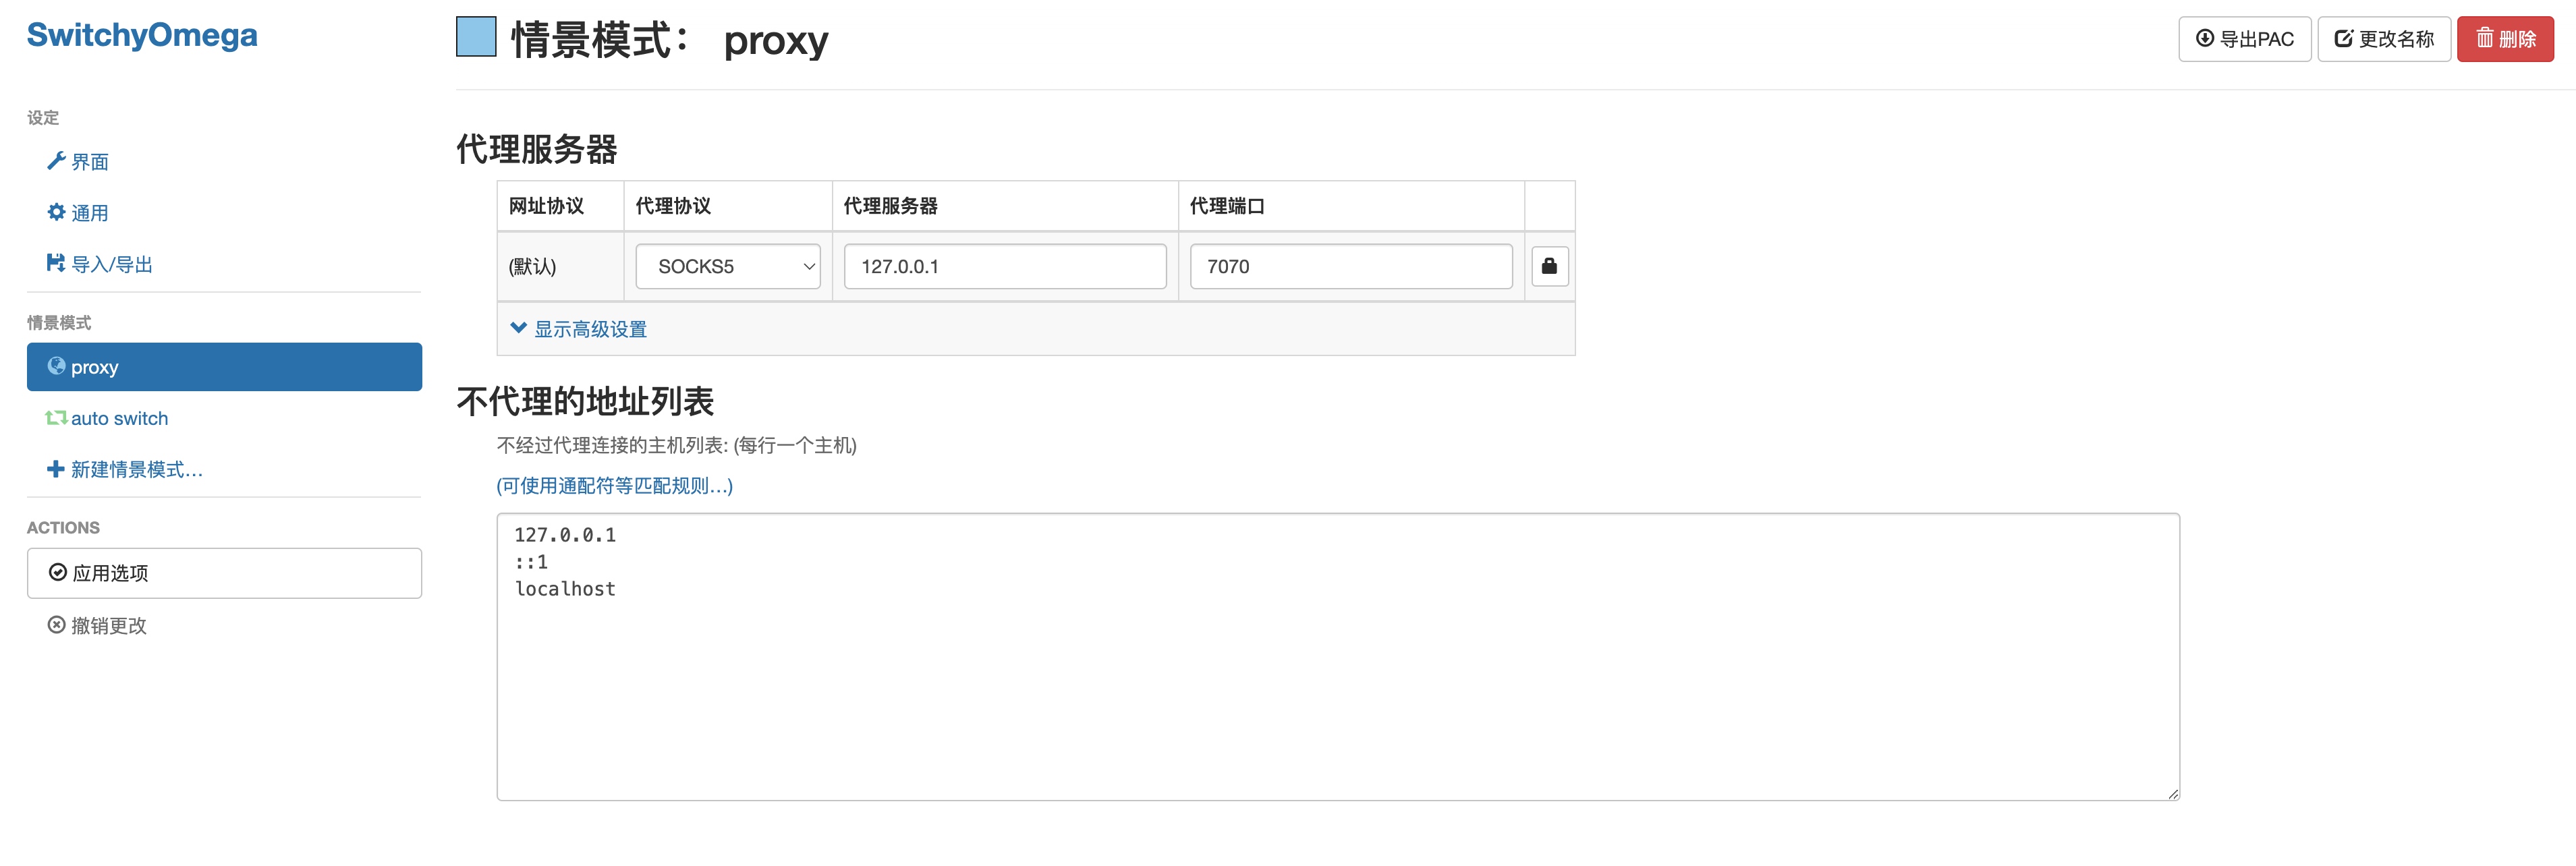 SwitchyOmega
设定
界面
通用
导入/导出
情景模式
proxy
auto switch
新建情景模式...
ACTIONS
应用选项
撤销更改
情景模式： proxy
导出PAC
更改名称
删除
代理服务器
网址协议 代理协议 代理服务器 代理端口
(默认) SOCKS5 127.0.0.1 7070
显示高级设置
不代理的地址列表
不经过代理连接的主机列表: (每行一个主机)
(可使用通配符等匹配规则...)
127.0.0.1
::1
localhost